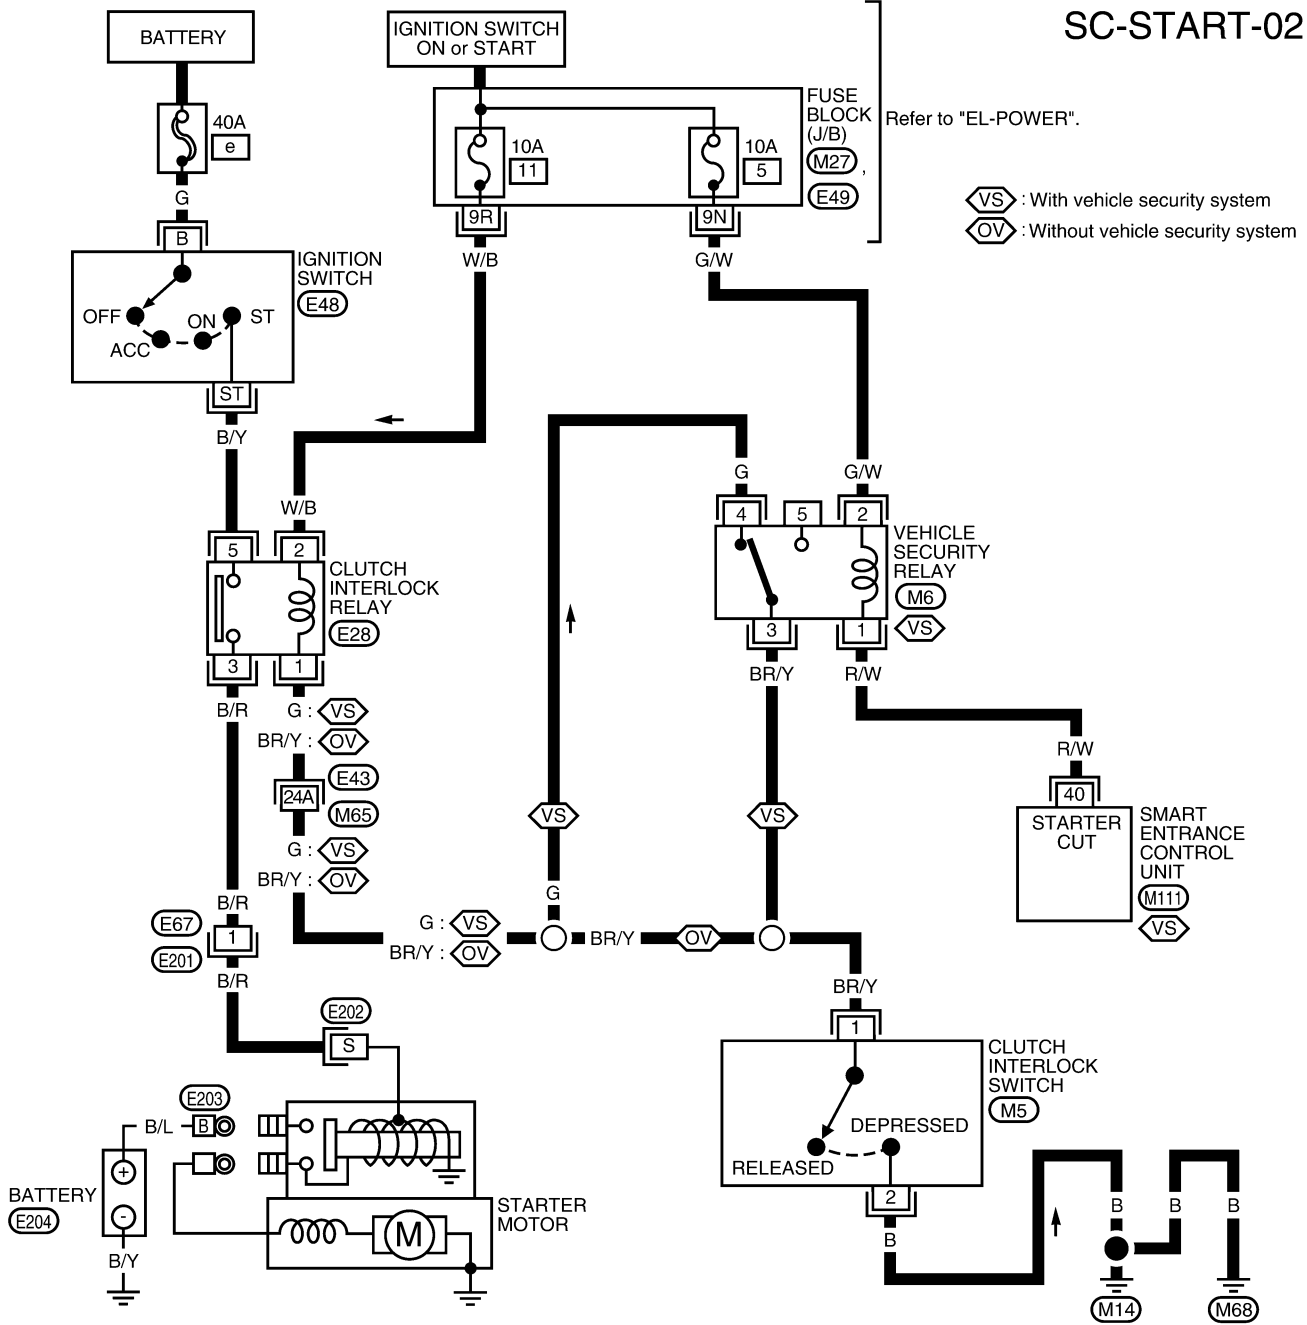 SC-START-02
BATTERY
IGNITION SWITCH
ON or START
FUSE
BLOCK
(J/B)
M27 ,
E49
Refer to "EL-POWER".
40A
e
10A
11
10A
5
VS : With vehicle security system
OV : Without vehicle security system
G
9R
9N
B
W/B
G/W
IGNITION
SWITCH
E48
OFF
ACC
ON
ST
ST
B/Y
G
G/W
W/B
4
5
2
VEHICLE
SECURITY
RELAY
M6
VS
5
2
CLUTCH
INTERLOCK
RELAY
E28
3
1
3
1
BR/Y
R/W
B/R
G : VS
BR/Y : OV
R/W
E43
24A
M65
40
STARTER
CUT
SMART
ENTRANCE
CONTROL
UNIT
M111
VS
VS
VS
G : VS
BR/Y : OV
G
B/R
E67
1
E201
G : VS
BR/Y : OV
BR/Y
OV
B/R
BR/Y
E202
S
1
CLUTCH
INTERLOCK
SWITCH
M5
DEPRESSED
RELEASED
2
B
E203
B/L
B
BATTERY
E204
+
-
B/Y
STARTER
MOTOR
M
B
B
B
M14
M68